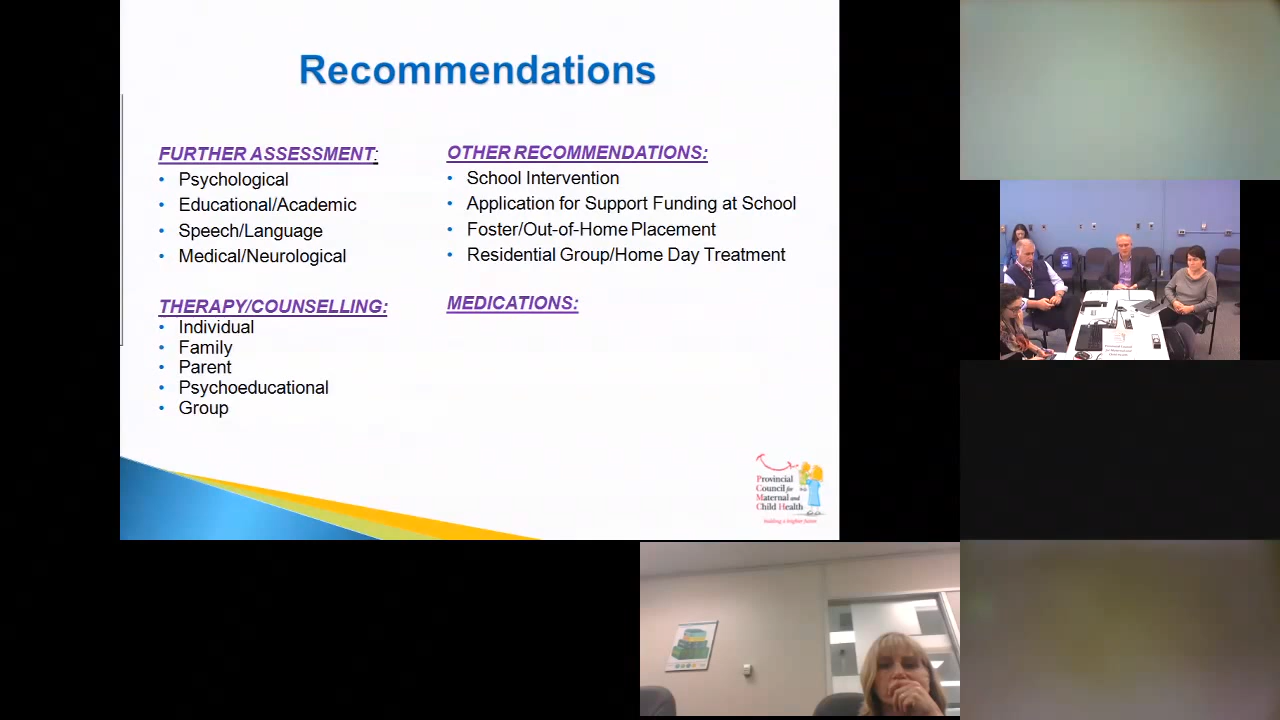 Recommendations
FURTHER ASSESSMENT:
• Psychological
• Educational/Academic
• Speech/Language
• Medical/Neurological
THERAPY/COUNSELLING:
• Individual
• Family
• Parent
• Psychoeducational
• Group
OTHER RECOMMENDATIONS:
• School Intervention
• Application for Support Funding at School
• Foster/Out-of-Home Placement
• Residential Group/Home Day Treatment
MEDICATIONS:
Provincial
Council for
Maternal and
Child Health